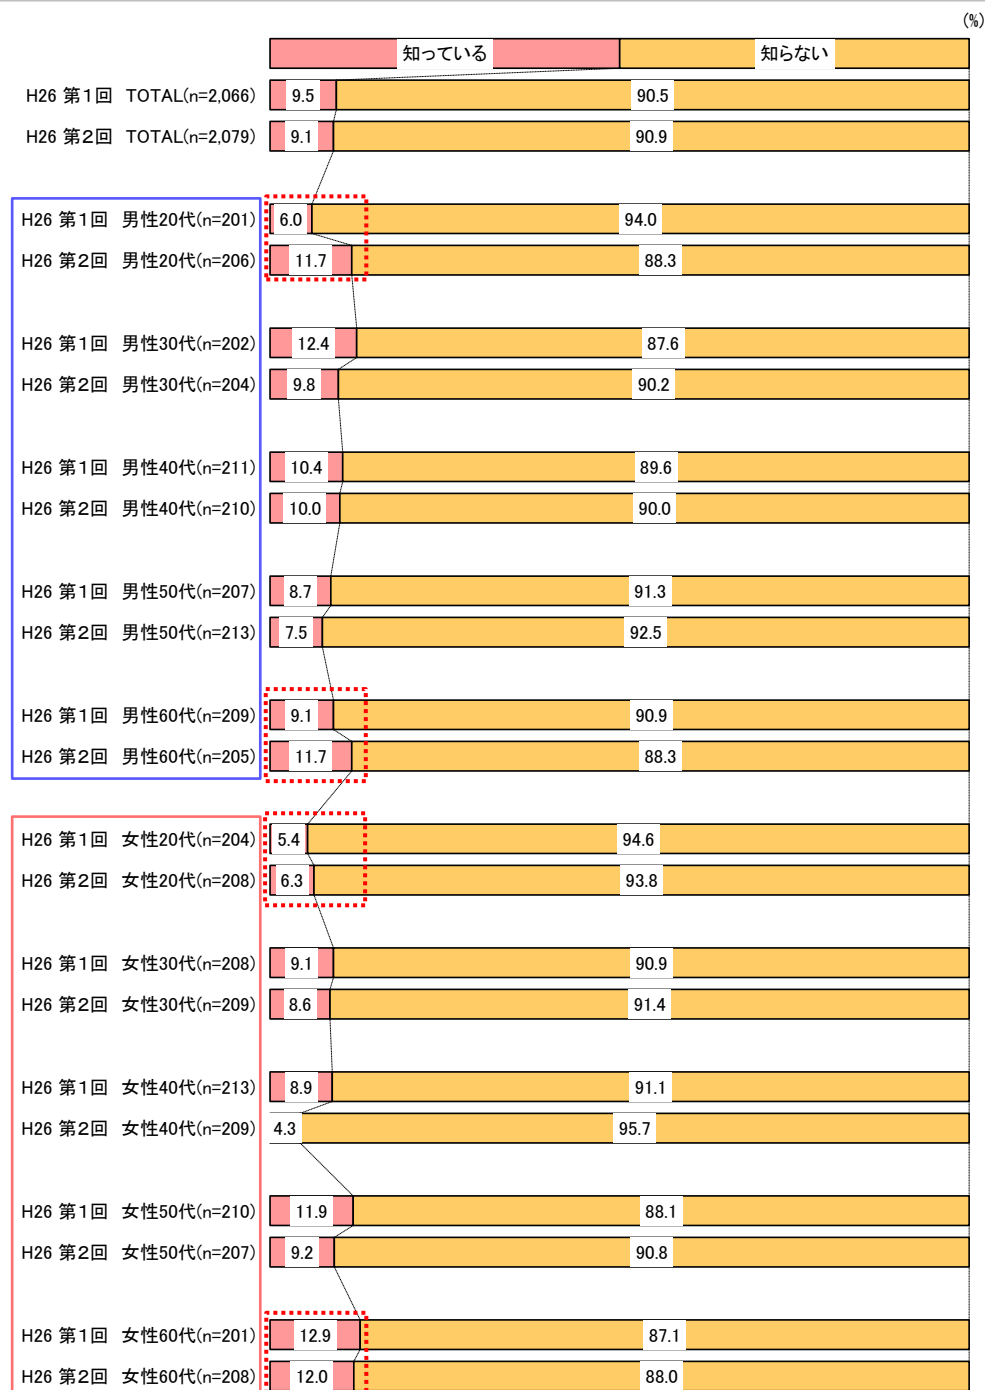 (%)
知っている 知らない
H26 第1回 TOTAL(n=2,066) 9.5 90.5
H26 第2回 TOTAL(n=2,079) 9.1 90.9
H26 第1回 男性20代(n=201) 6.0 94.0
H26 第2回 男性20代(n=206) 11.7 88.3
H26 第1回 男性30代(n=202) 12.4 87.6
H26 第2回 男性30代(n=204) 9.8 90.2
H26 第1回 男性40代(n=211) 10.4 89.6
H26 第2回 男性40代(n=210) 10.0 90.0
H26 第1回 男性50代(n=207) 8.7 91.3
H26 第2回 男性50代(n=213) 7.5 92.5
H26 第1回 男性60代(n=209) 9.1 90.9
H26 第2回 男性60代(n=205) 11.7 88.3
H26 第1回 女性20代(n=204) 5.4 94.6
H26 第2回 女性20代(n=208) 6.3 93.8
H26 第1回 女性30代(n=208) 9.1 90.9
H26 第2回 女性30代(n=209) 8.6 91.4
H26 第1回 女性40代(n=213) 8.9 91.1
H26 第2回 女性40代(n=209) 4.3 95.7
H26 第1回 女性50代(n=210) 11.9 88.1
H26 第2回 女性50代(n=207) 9.2 90.8
H26 第1回 女性60代(n=201) 12.9 87.1
H26 第2回 女性60代(n=208) 12.0 88.0